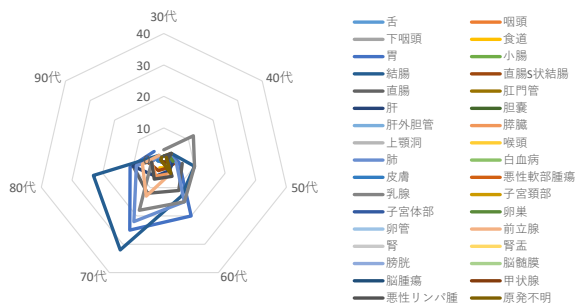 30代
40
30
20
10
40代
50代
60代
70代
80代
90代
舌 咽頭
下咽頭 食道
胃 小腸
結腸 直腸S状結腸
直腸 肛門管
肝 胆嚢
肝外胆管 膵臓
上顎洞 喉頭
肺 白血病
皮膚 悪性軟部腫瘍
乳腺 子宮頚部
子宮体部 卵巣
卵管 前立腺
腎 腎盂
膀胱 脳髄膜
脳腫瘍 甲状腺
悪性リンパ腫 原発不明